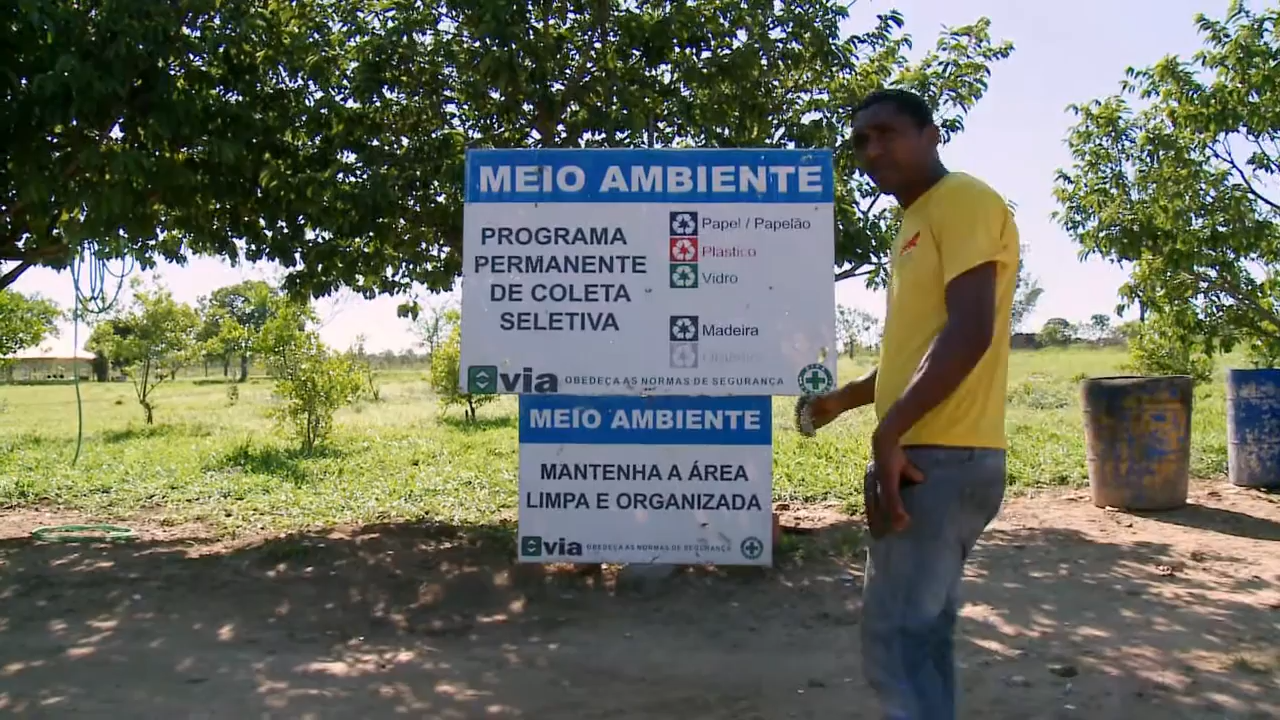 MEIO AMBIENTE
PROGRAMA
PERMANENTE
DE COLETA
SELETIVA
Papel / Papelão
Plástico
Vidro
Madeira
via
OBEDEÇA AS NORMAS DE SEGURANÇA
MEIO AMBIENTE
MANTENHA A ÁREA
LIMPA E ORGANIZADA
via
OBEDEÇA AS NORMAS DE SEGURANÇA